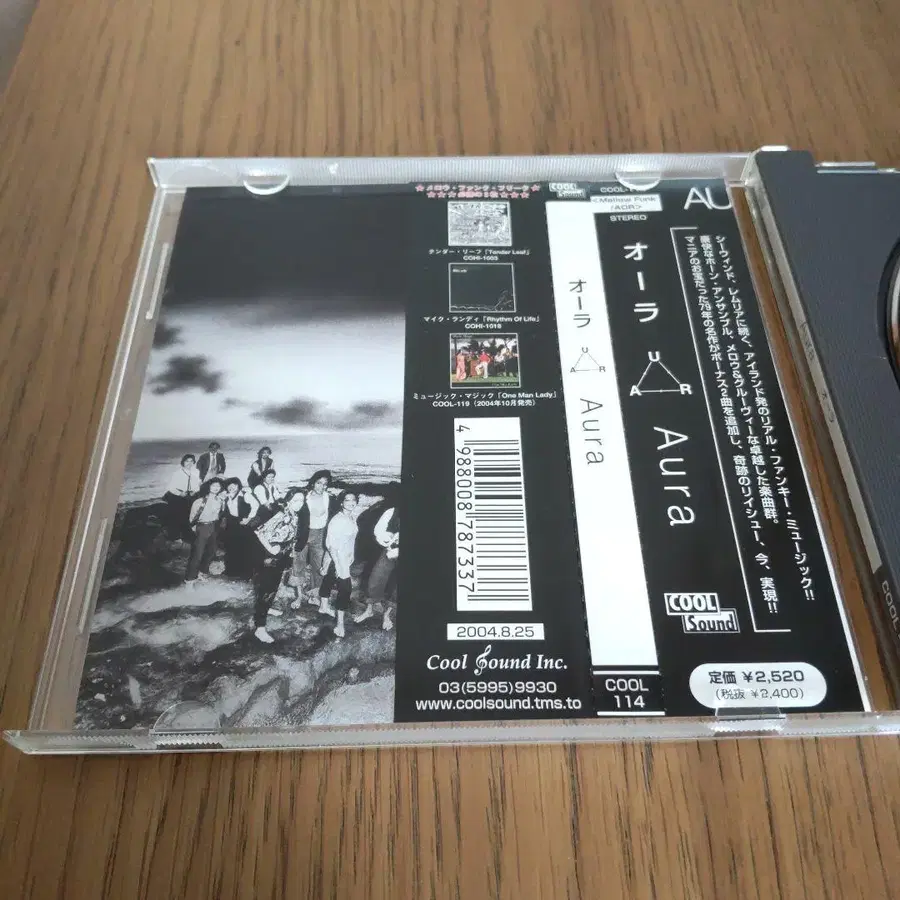 ★メロウ・ファンク・フリーク★
テンダー・リーフ「Tender Leaf」
COHI-1003
マイク・ランディ「Rhythm Of Life」
COHI-1018
ミュージック・マジック「One Man Lady」
COOL-119(2004年10月発売)
4 988008 787337
2004.8.25
Cool Sound Inc.
03(5995)9930
www.coolsound.tms.to
オーラ
U
A R
Aura
COOL
114
COOL
Sound
<Mellow Funk
/AOR>
STEREO
オーラ
U
A R
Aura
COOL
Sound
AU
シーウィンド、レムリアに続く、アイランド発のリアル・ファンキー・ミュージック!!
豪快なホーン・アンサンブル、メロウ&グルーヴィーな卓越した楽曲群。
マニアのお宝だった79年の名作がボーナス2曲を追加し、奇跡のリイシュー、今、実現!!
定価 ¥2,520
(税抜 ¥2,400)